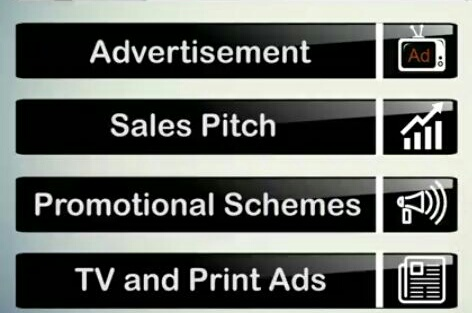 Advertisement
Ad
Sales Pitch
Promotional Schemes
TV and Print Ads